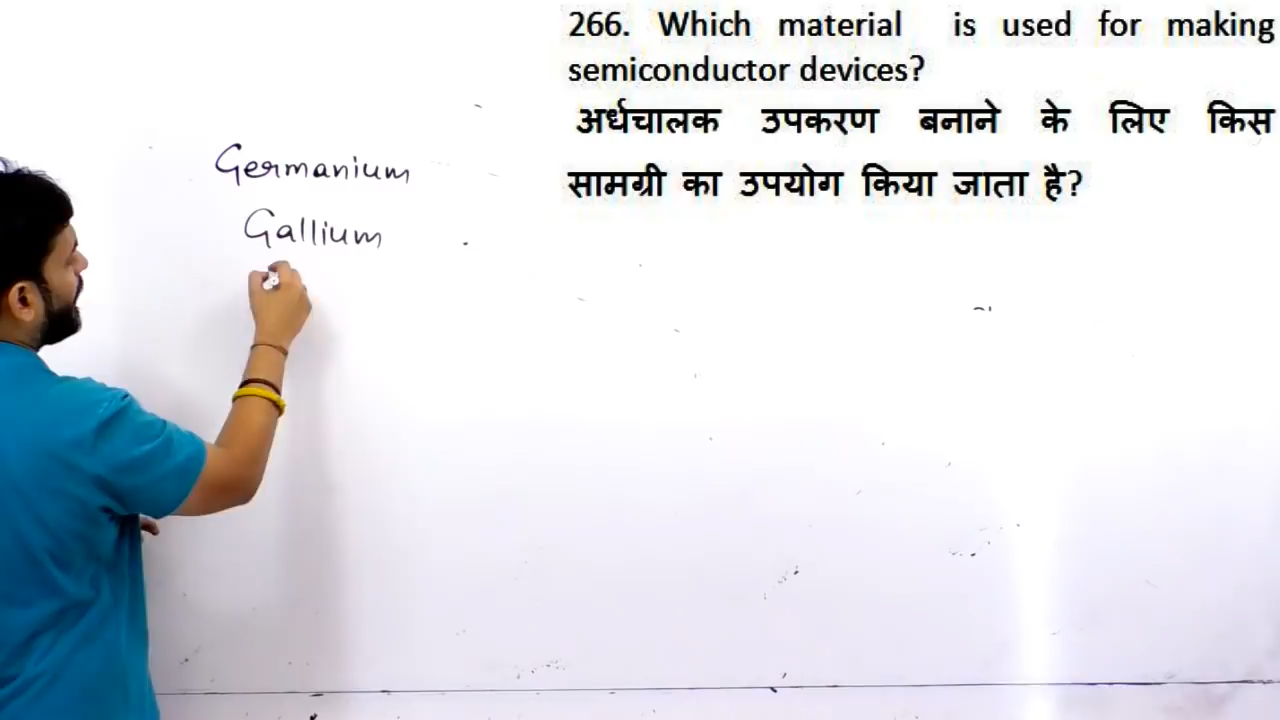 266. Which material is used for making
semiconductor devices?
अर्धचालक उपकरण बनाने के लिए किस
सामग्री का उपयोग किया जाता है?
Germanium
Gallium